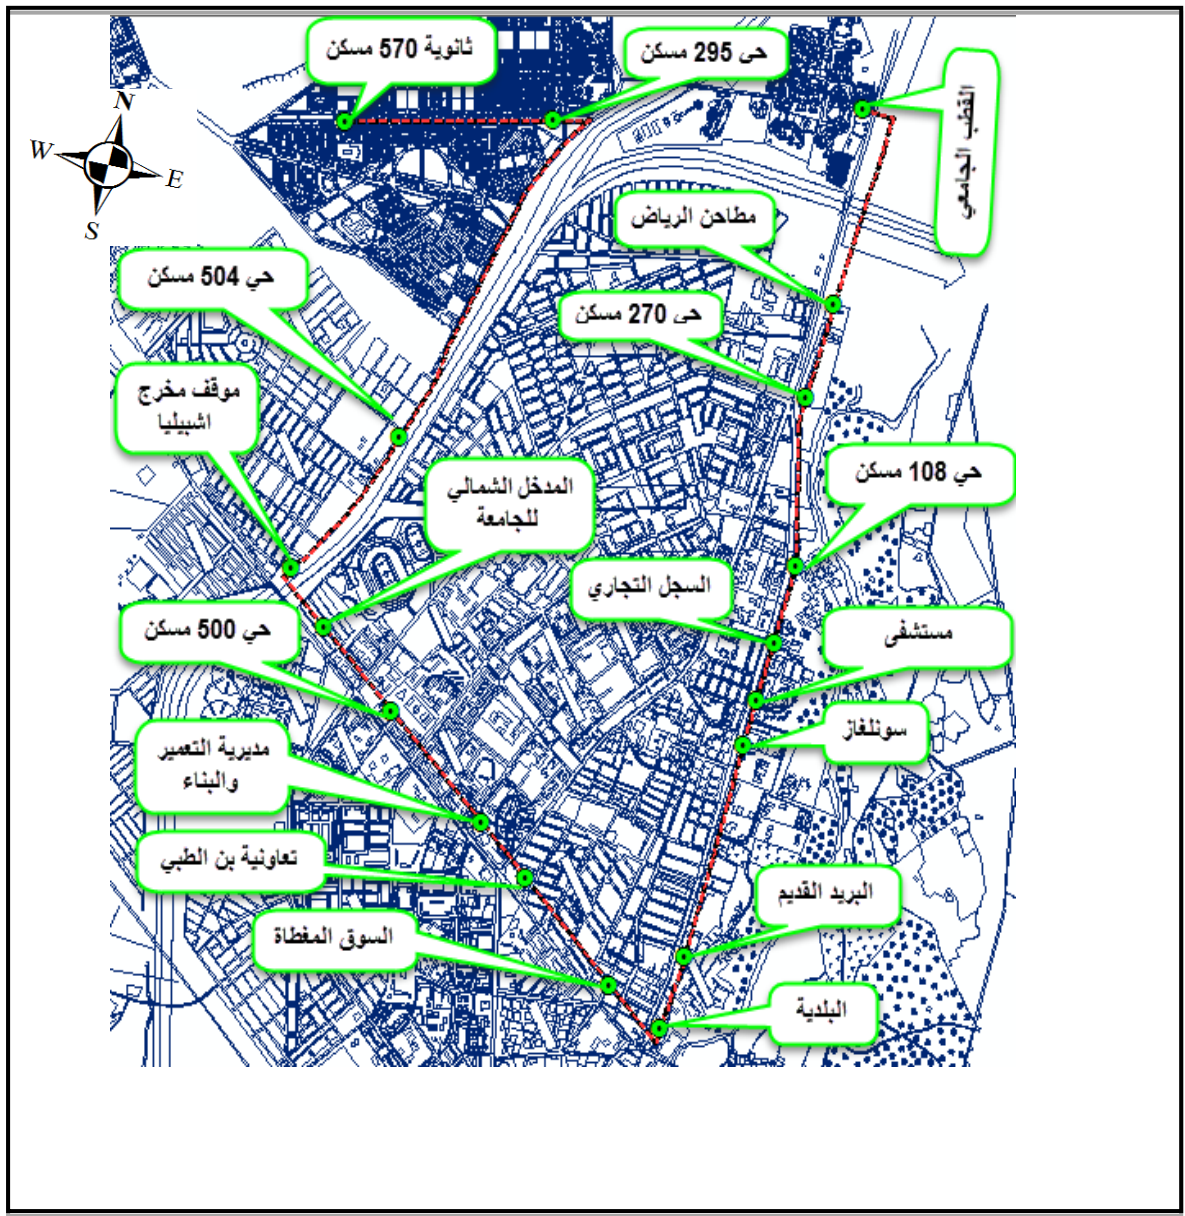 ثانوية 570 مسكن
حى 295 مسكن
القطب الجامعي
N
W
E
S
مطاحن الرياض
حي 504 مسكن
حى 270 مسكن
موقف مخرج
اشبيليا
حي 108 مسكن
المدخل الشمالي
للجامعة
السجل التجاري
حي 500 مسكن
مستشفى
سونلغاز
مديرية التعمير
والبناء
تعاونية بن الطبي
البريد القديم
السوق المغطاة
البلدية